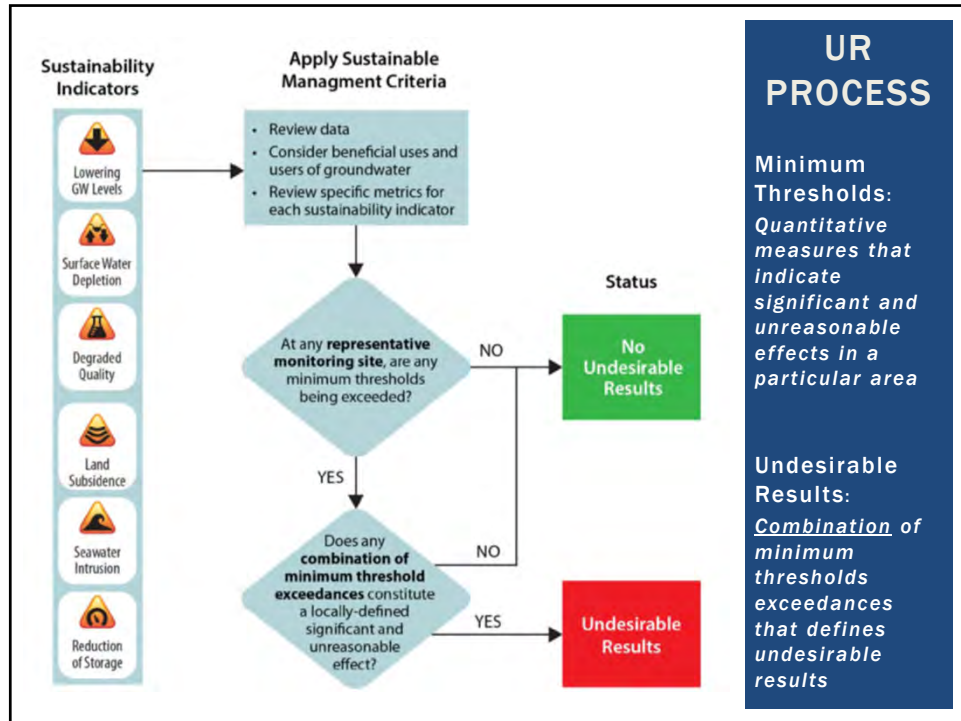 Sustainability
Indicators
Lowering
GW Levels
Surface Water
Depletion
Degraded
Quality
Land
Subsidence
Seawater
Intrusion
Reduction
of Storage
Apply Sustainable
Managment Criteria
• Review data
• Consider beneficial uses and
users of groundwater
• Review specific metrics for
each sustainability indicator
At any representative
monitoring site, are any
minimum thresholds
being exceeded?
NO
YES
Does any
combination of
minimum threshold
exceedances constitute
a locally-defined
significant and
unreasonable
effect?
NO
YES
Status
No
Undesirable
Results
Undesirable
Results
UR
PROCESS
Minimum
Thresholds:
Quantitative
measures that
indicate
significant and
unreasonable
effects in a
particular area
Undesirable
Results:
Combination of
minimum
thresholds
exceedances
that defines
undesirable
results